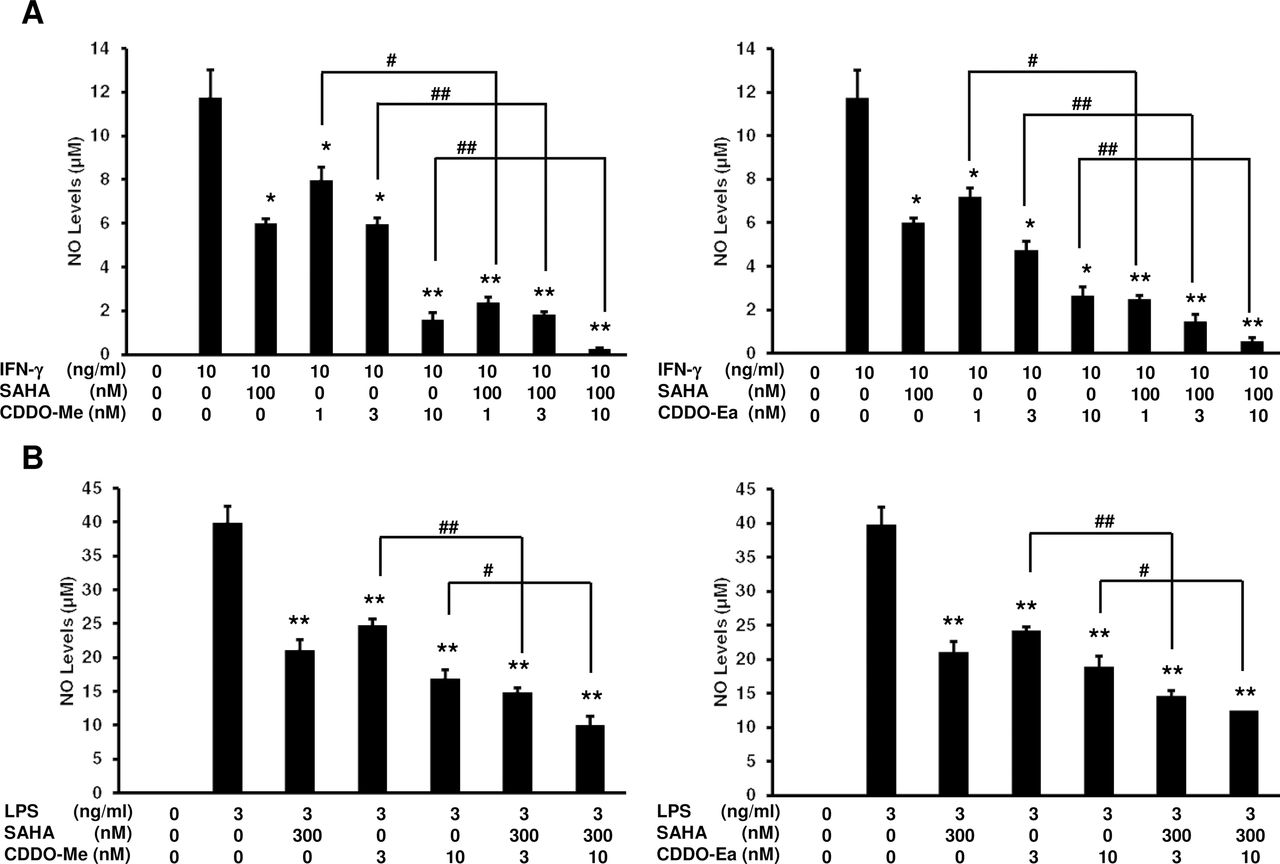 A
14
12
10
8
6
4
2
0
NO Levels (µM)
#
##
##
* * * ** ** ** **
IFN-γ (ng/ml) 0 10 10 10 10 10 10 10 10
SAHA (nM) 0 0 100 0 0 0 100 100 100
CDDO-Me (nM) 0 0 0 1 3 10 1 3 10
14
12
10
8
6
4
2
0
NO Levels (µM)
#
##
##
* * * * ** ** **
IFN-γ (ng/ml) 0 10 10 10 10 10 10 10 10
SAHA (nM) 0 0 100 0 0 0 100 100 100
CDDO-Ea (nM) 0 0 0 1 3 10 1 3 10
B
45
40
35
30
25
20
15
10
5
0
NO Levels (µM)
##
#
** ** ** ** **
LPS (ng/ml) 0 3 3 3 3 3 3
SAHA (nM) 0 0 300 0 0 300 300
CDDO-Me (nM) 0 0 0 3 10 3 10
45
40
35
30
25
20
15
10
5
0
NO Levels (µM)
##
#
** ** ** ** **
LPS (ng/ml) 0 3 3 3 3 3 3
SAHA (nM) 0 0 300 0 0 300 300
CDDO-Ea (nM) 0 0 0 3 10 3 10